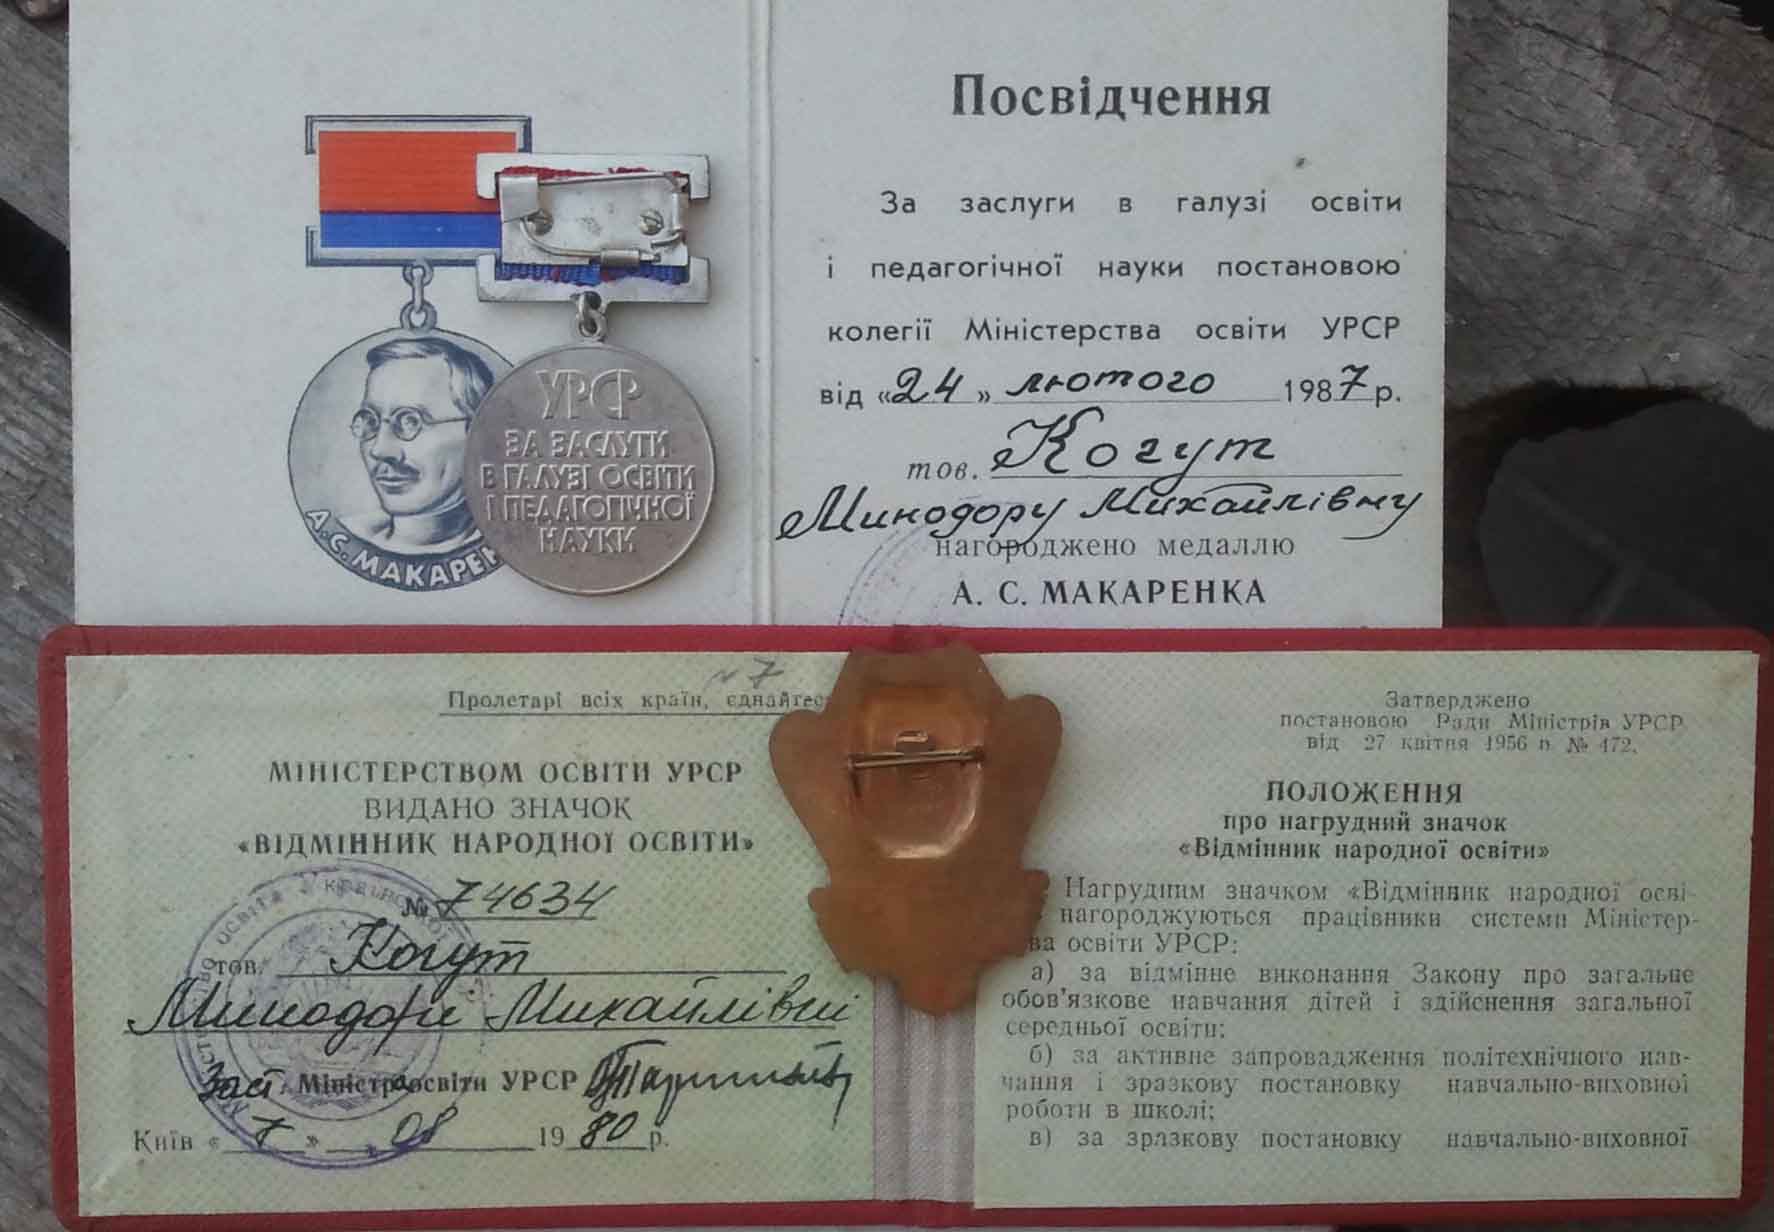 А.С. МАКАРЕН
УРСР
ЗА ЗАСЛУГИ
В ГАЛУЗІ ОСВІТИ
І ПЕДАГОГІЧНОЇ
НАУКИ
Посвідчення
За заслуги в галузі освіти
і педагогічної науки постановою
колегії Міністерства освіти УРСР
від «24» лютого 1987 р.
тов. Когут
Минодору Михайлівну
нагороджено медаллю
А. С. МАКАРЕНКА
№ 7
Пролетарі всіх країн, єднайтес
МІНІСТЕРСТВОМ ОСВІТИ УРСР
ВИДАНО ЗНАЧОК
«ВІДМІННИК НАРОДНОЇ ОСВІТИ»
№ 74634
тов. Когут
Минодорі Михайлівні
Заст. Міністра освіти УРСР
Київ « 7 » 08 1980 р.
Затверджено
постановою Ради Міністрів УРСР
від 27 квітня 1956 р. № 472.
ПОЛОЖЕННЯ
про нагрудний значок
«Відмінник народної освіти»
Нагрудним значком «Відмінник народної осві-
нагороджуються працівники системи Міністер-
ва освіти УРСР:
а) за відмінне виконання Закону про загальне
обов'язкове навчання дітей і здійснення загальної
середньої освіти;
б) за активне запровадження політехнічного нав-
чання і зразкову постановку навчально-виховної
роботи в школі;
в) за зразкову постановку навчально-виховної